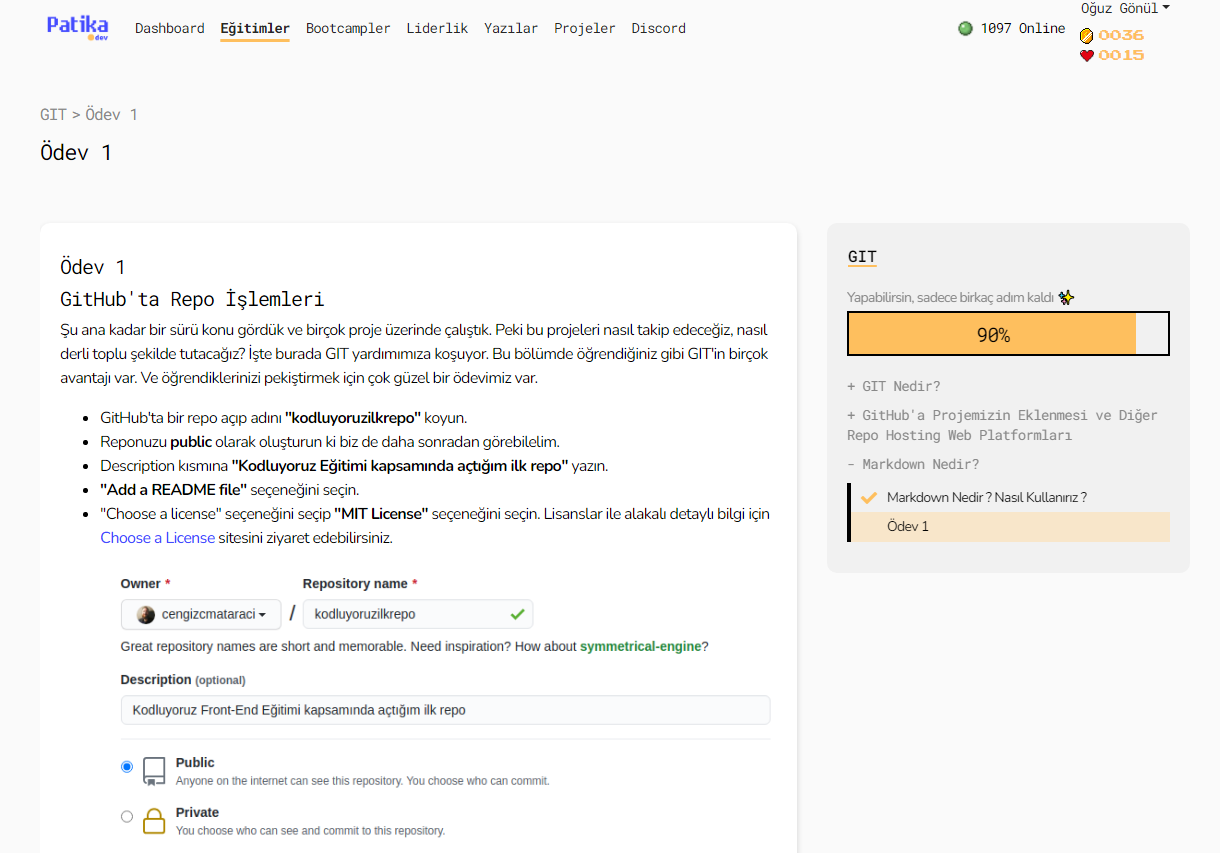 Patika
dev
Dashboard Eğitimler Bootcampler Liderlik Yazılar Projeler Discord
1097 Online
Oğuz Gönül
0036
0015
GIT > Ödev 1
Ödev 1
Ödev 1
GitHub'ta Repo İşlemleri
Şu ana kadar bir sürü konu gördük ve birçok proje üzerinde çalıştık. Peki bu projeleri nasıl takip edeceğiz, nasıl
derli toplu şekilde tutacağız? İşte burada GIT yardımımıza koşuyor. Bu bölümde öğrendiğiniz gibi GIT'in birçok
avantajı var. Ve öğrendiklerinizi pekiştirmek için çok güzel bir ödevimiz var.
• GitHub'ta bir repo açıp adını "kodluyoruzilkrepo" koyun.
• Reponuzu public olarak oluşturun ki biz de daha sonradan görebilelim.
• Description kısmına "Kodluyoruz Eğitimi kapsamında açtığım ilk repo" yazın.
• "Add a README file" seçeneğini seçin.
• "Choose a license" seçeneğini seçip "MIT License" seçeneğini seçin. Lisanslar ile alakalı detaylı bilgi için
Choose a License sitesini ziyaret edebilirsiniz.
Owner * Repository name *
cengizcmataraci / kodluyoruzilkrepo
Great repository names are short and memorable. Need inspiration? How about symmetrical-engine?
Description (optional)
Kodluyoruz Front-End Eğitimi kapsamında açtığım ilk repo
Public
Anyone on the internet can see this repository. You choose who can commit.
Private
You choose who can see and commit to this repository.
GIT
Yapabilirsin, sadece birkaç adım kaldı ✨
90%
+ GIT Nedir?
+ GitHub'a Projemizin Eklenmesi ve Diğer
Repo Hosting Web Platformları
- Markdown Nedir?
Markdown Nedir ? Nasıl Kullanırız ?
Ödev 1